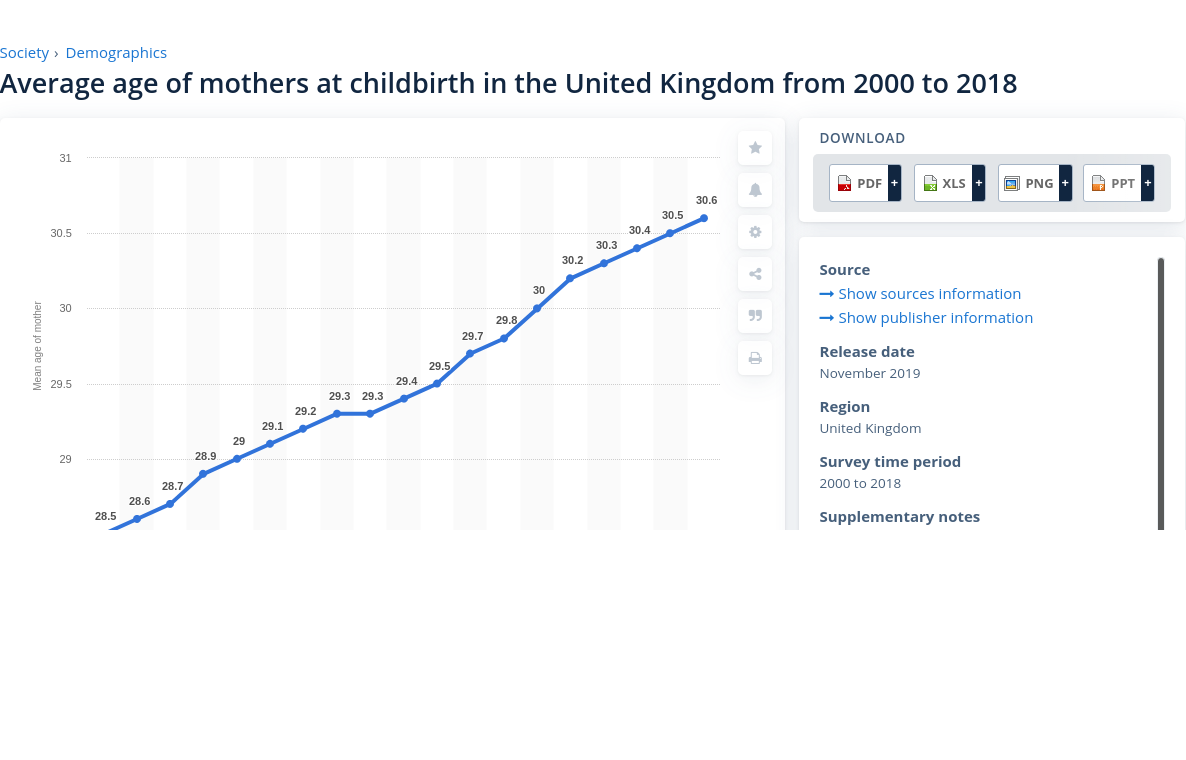 Society › Demographics
Average age of mothers at childbirth in the United Kingdom from 2000 to 2018
31
30.5
30
29.5
29
Mean age of mother
28.5
28.6
28.7
28.9
29
29.1
29.2
29.3
29.3
29.4
29.5
29.7
29.8
30
30.2
30.3
30.4
30.5
30.6
DOWNLOAD
PDF + XLS + PNG + PPT +
Source
Show sources information
Show publisher information
Release date
November 2019
Region
United Kingdom
Survey time period
2000 to 2018
Supplementary notes